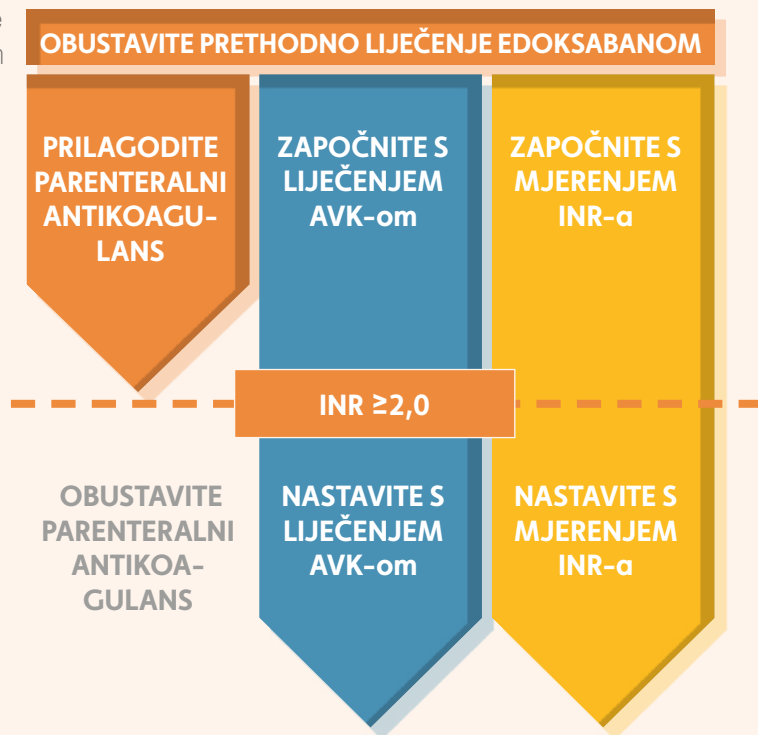 OBUSTAVITE PRETHODNO LIJEČENJE EDOKSABANOM
PRILAGODITE
PARENTERALNI
ANTIKOAGU-
LANS
ZAPOČNITE S
LIJEČENJEM
AVK-om
ZAPOČNITE S
MJERENJEM
INR-a
INR ≥2,0
OBUSTAVITE
PARENTERALNI
ANTIKOA-
GULANS
NASTAVITE S
LIJEČENJEM
AVK-om
NASTAVITE S
MJERENJEM
INR-a